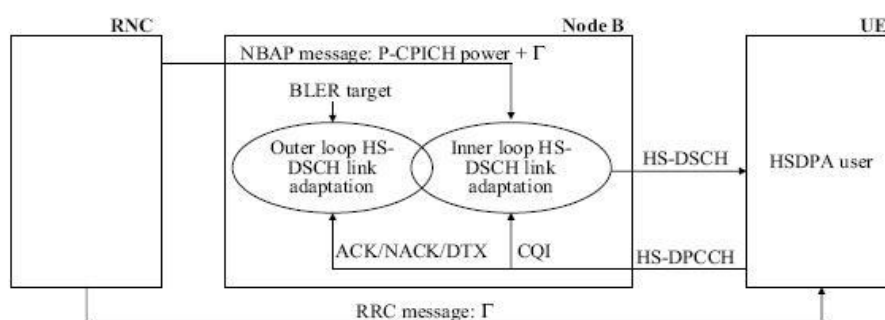 RNC
Node B
UE
NBAP message: P-CPICH power + Γ
BLER target
Outer loop HS-
DSCH link
adaptation
Inner loop HS-
DSCH link
adaptation
HS-DSCH
HSDPA user
ACK/NACK/DTX
CQI
HS-DPCCH
RRC message: Γ